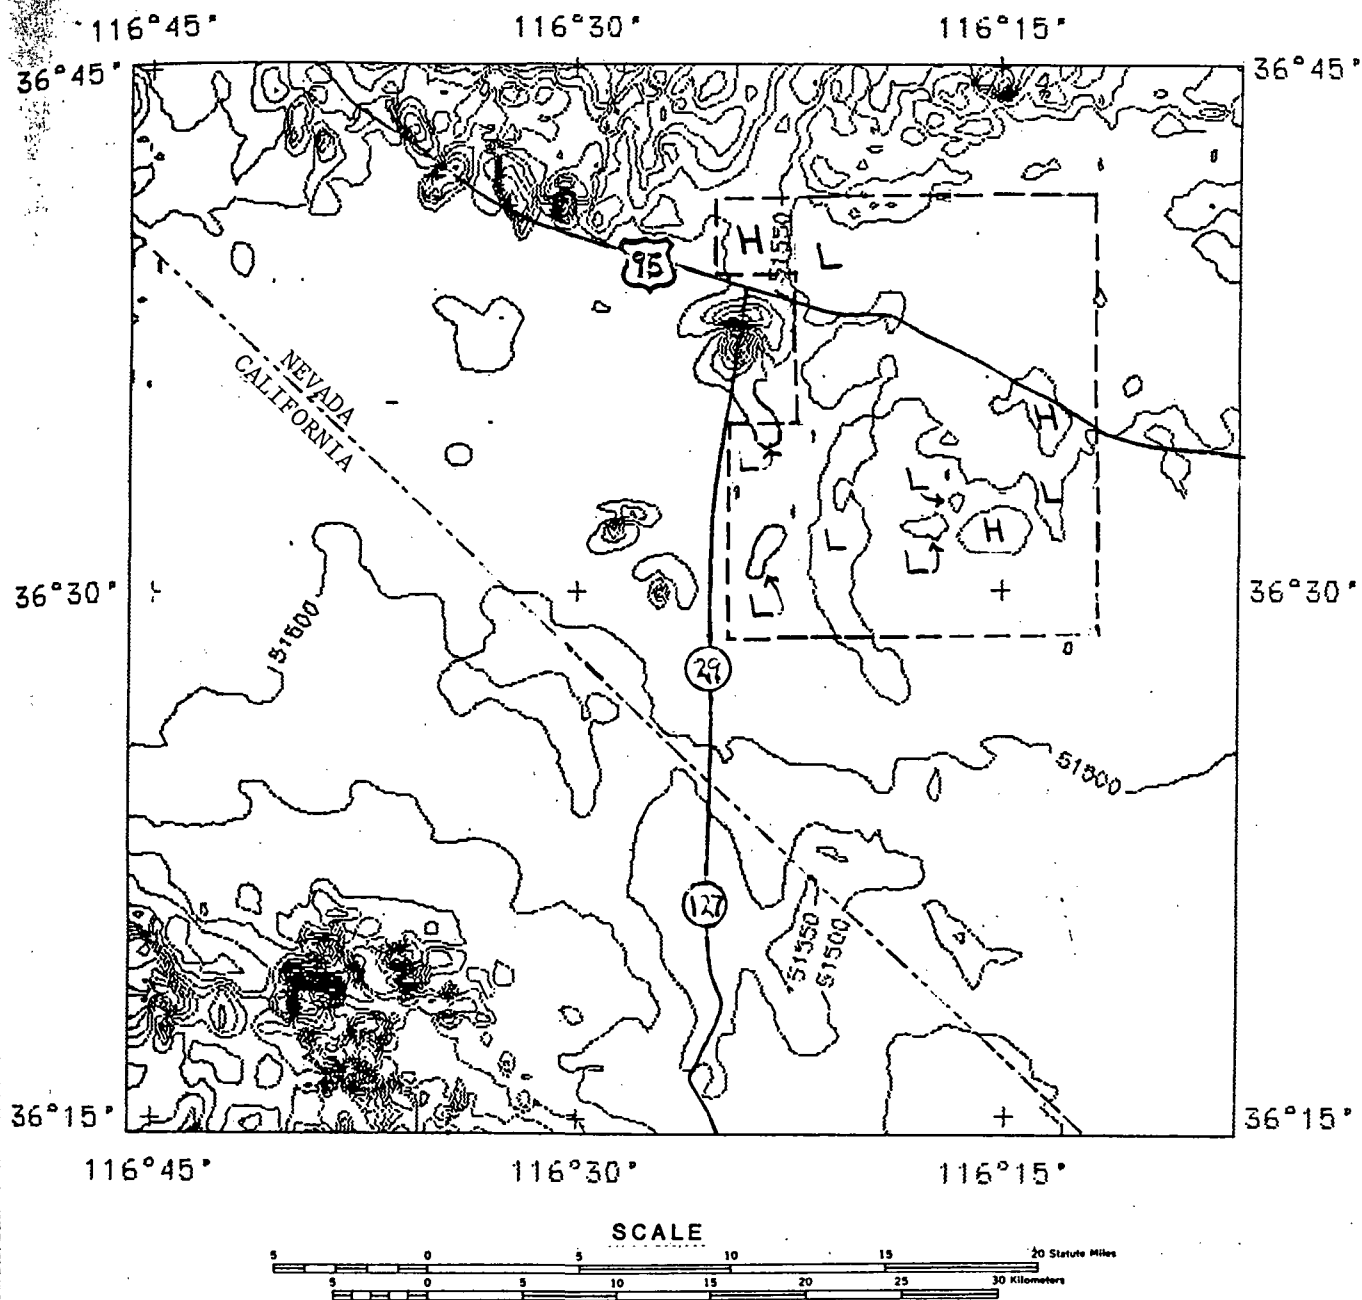 116°45' 116°30' 116°15'
36°45' 36°45'
H 51550 L
95
NEVADA
CALIFORNIA
H
L
L L
L H
L
L
36°30' 36°30'
51600
29
51500
127
51550
51500
36°15' 36°15'
116°45' 116°30' 116°15'
SCALE
5 0 5 10 15 20 Statute Miles
5 0 5 10 15 20 25 30 Kilometers